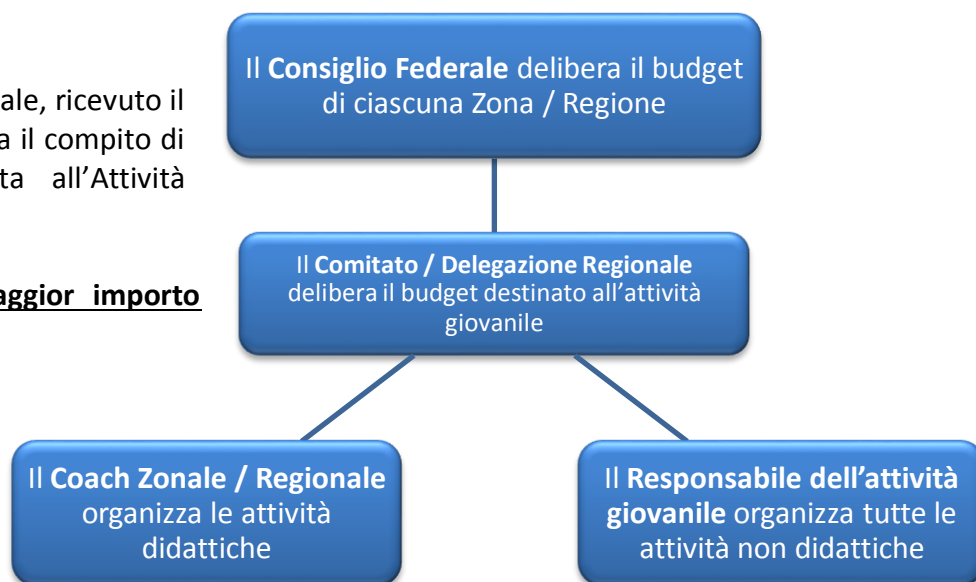 Il Consiglio Federale delibera il budget
di ciascuna Zona / Regione
ale, ricevuto il
a il compito di
ta all'Attività
aggior importo
Il Comitato / Delegazione Regionale
delibera il budget destinato all'attività
giovanile
Il Coach Zonale / Regionale
organizza le attività
didattiche
Il Responsabile dell'attività
giovanile organizza tutte le
attività non didattiche